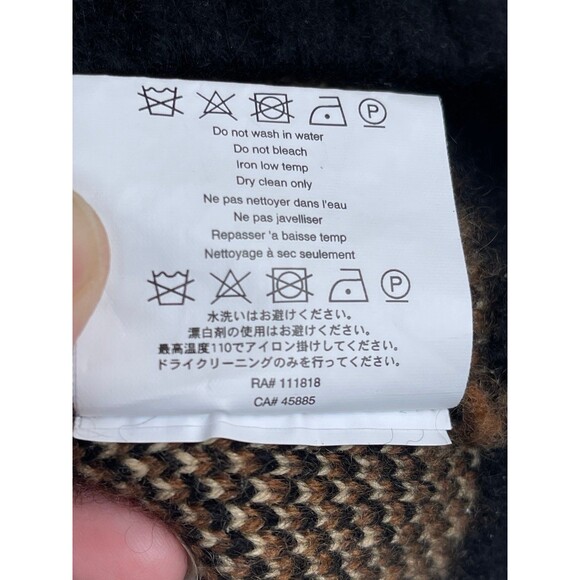 P
Do not wash in water
Do not bleach
Iron low temp
Dry clean only
Ne pas nettoyer dans l'eau
Ne pas javelliser
Repasser 'a baisse temp
Nettoyage à sec seulement
P
水洗いはお避けください。
漂白剤の使用はお避けください。
最高温度110でアイロン掛けしてください。
ドライクリーニングのみを行ってください。
RA# 111818
CA# 45885